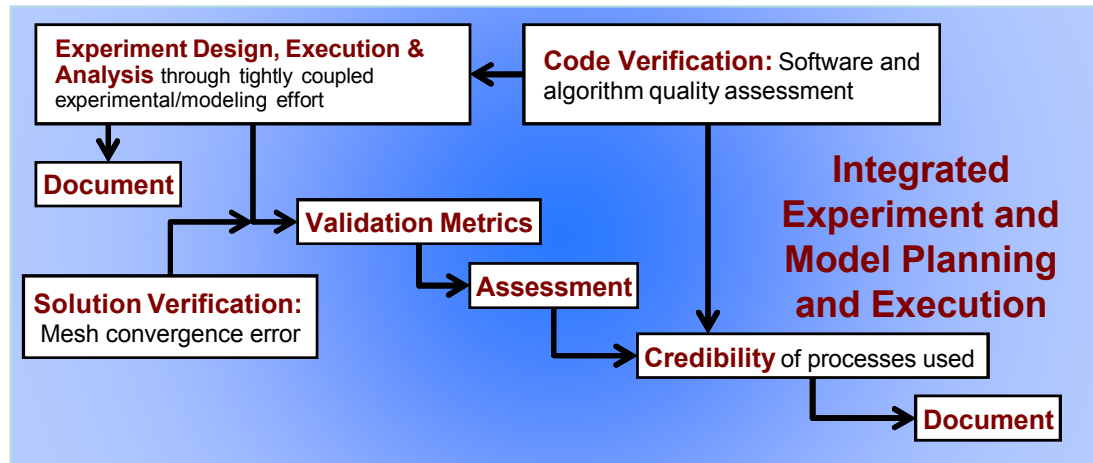 Experiment Design, Execution &
Analysis through tightly coupled
experimental/modeling effort
Code Verification: Software and
algorithm quality assessment
Document
Integrated
Experiment and
Model Planning
and Execution
Validation Metrics
Solution Verification:
Mesh convergence error
Assessment
Credibility of processes used
Document